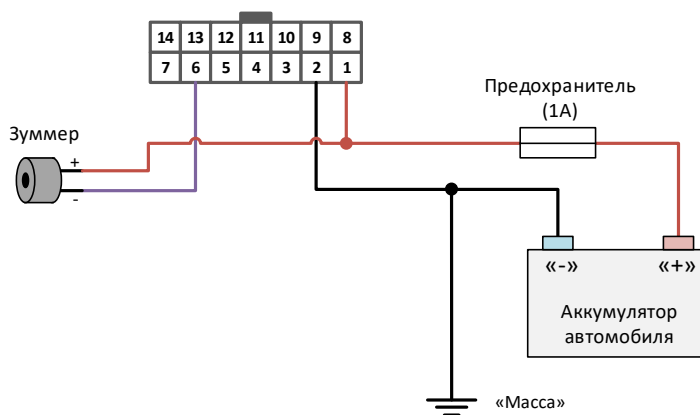 14 13 12 11 10 9 8
7 6 5 4 3 2 1
Предохранитель
(1А)
Зуммер
+
-
«-» «+»
Аккумулятор
автомобиля
«Масса»